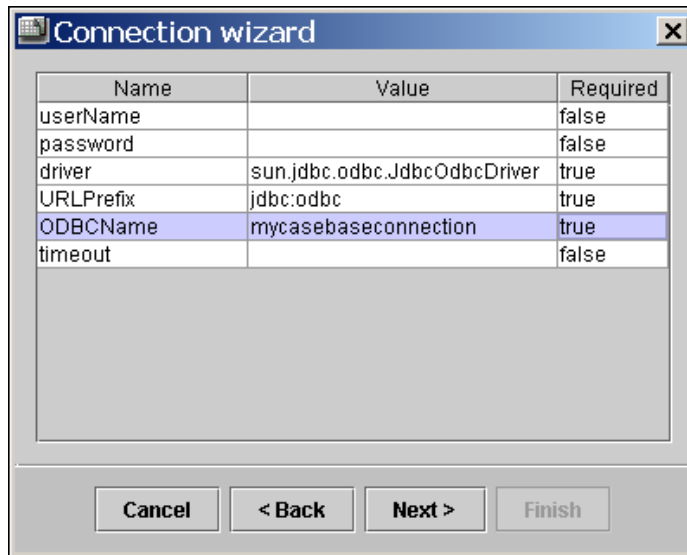 Connection wizard
Name Value Required
userName false
password false
driver sun.jdbc.odbc.JdbcOdbcDriver true
URLPrefix jdbc:odbc true
ODBCName mycasebaseconnection true
timeout false
Cancel < Back Next > Finish